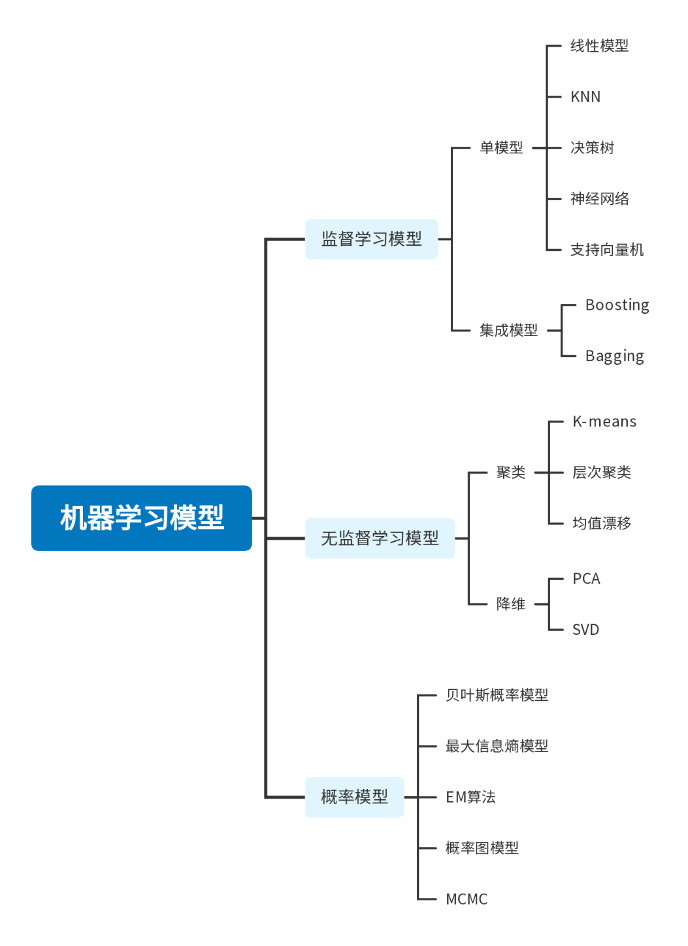 机器学习模型
监督学习模型
单模型
线性模型
KNN
决策树
神经网络
支持向量机
集成模型
Boosting
Bagging
无监督学习模型
聚类
K-means
层次聚类
均值漂移
降维
PCA
SVD
概率模型
贝叶斯概率模型
最大信息熵模型
EM算法
概率图模型
MCMC